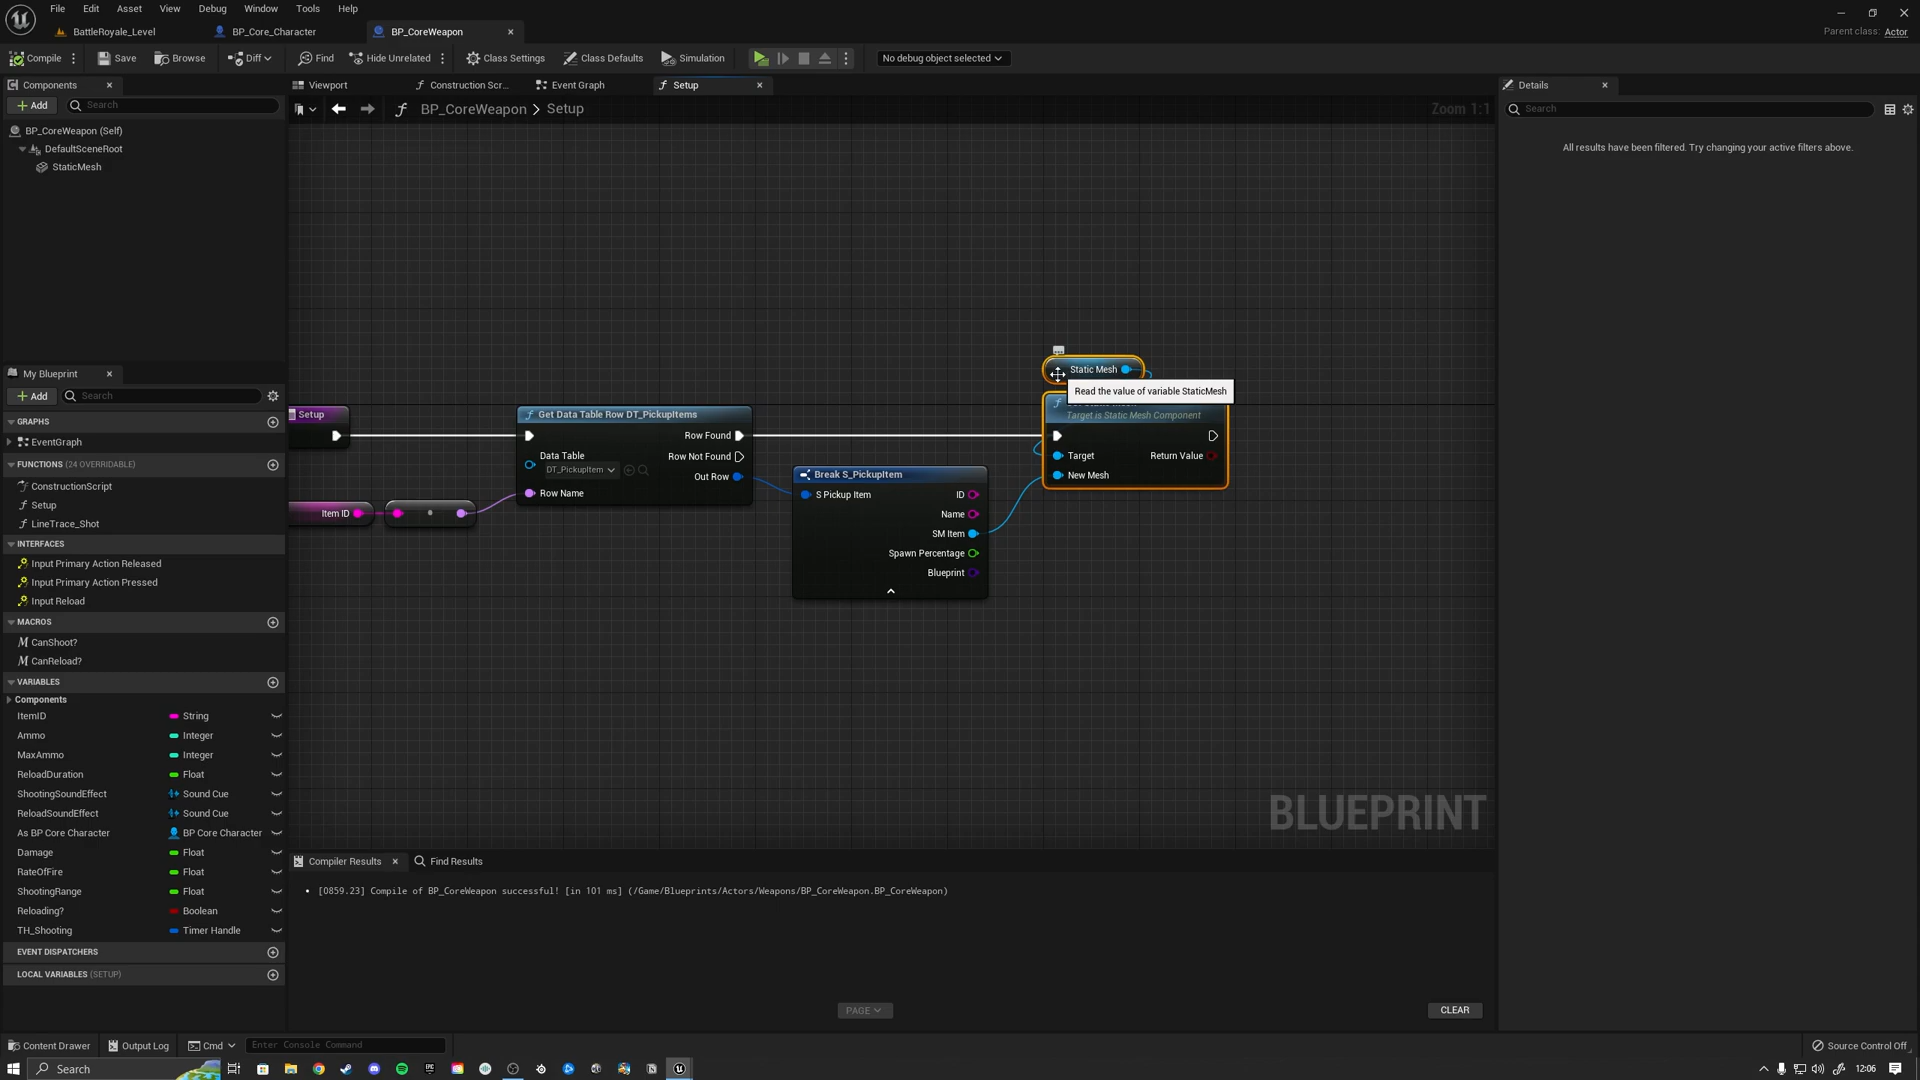 File Edit Asset View Window Debug Tools Help
BattleRoyale_Level BP_Core_Character BP_CoreWeapon
Parent class: Actor
Compile Save Browse Diff Find Hide Unrelated Class Settings Class Defaults Simulation No debug object selected
Components
Add Search
BP_CoreWeapon (Self)
DefaultSceneRoot
StaticMesh
Viewport Construction Scr... Event Graph Setup
BP_CoreWeapon > Setup
Zoom 1:1
Details
Search
All results have been filtered. Try changing your active filters above.
My Blueprint
Add Search
GRAPHS
EventGraph
FUNCTIONS (24 OVERRIDABLE)
ConstructionScript
Setup
LineTrace_Shot
INTERFACES
Input Primary Action Released
Input Primary Action Pressed
Input Reload
MACROS
CanShoot?
CanReload?
VARIABLES
Components
ItemID String
Ammo Integer
MaxAmmo Integer
ReloadDuration Float
ShootingSoundEffect Sound Cue
ReloadSoundEffect Sound Cue
As BP Core Character BP Core Character
Damage Float
RateOfFire Float
ShootingRange Float
Reloading? Boolean
TH_Shooting Timer Handle
EVENT DISPATCHERS
LOCAL VARIABLES (SETUP)
Setup
Item ID
Get Data Table Row DT_PickupItems
Row Found
Data Table
Row Not Found
DT_PickupItem
Out Row
Row Name
Break S_PickupItem
S Pickup Item ID
Name
SM Item
Spawn Percentage
Blueprint
Static Mesh
Read the value of variable StaticMesh
Target is Static Mesh Component
Target Return Value
New Mesh
BLUEPRINT
Compiler Results Find Results
[0859.23] Compile of BP_CoreWeapon successful! [in 101 ms] (/Game/Blueprints/Actors/Weapons/BP_CoreWeapon.BP_CoreWeapon)
PAGE
CLEAR
Content Drawer Output Log Cmd Enter Console Command
Source Control Off
Search
12:06